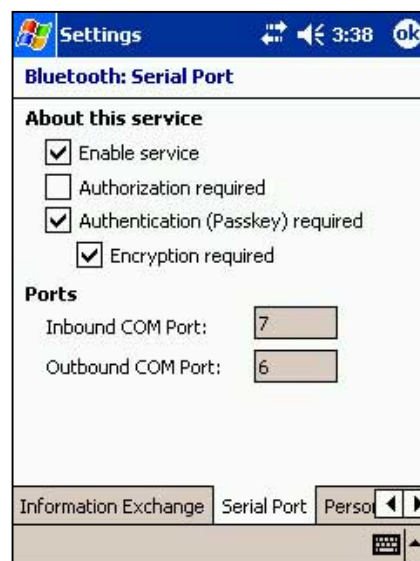 Settings 3:38 ok
Bluetooth: Serial Port
About this service
Enable service
Authorization required
Authentication (Passkey) required
Encryption required
Ports
Inbound COM Port: 7
Outbound COM Port: 6
Information Exchange Serial Port Perso